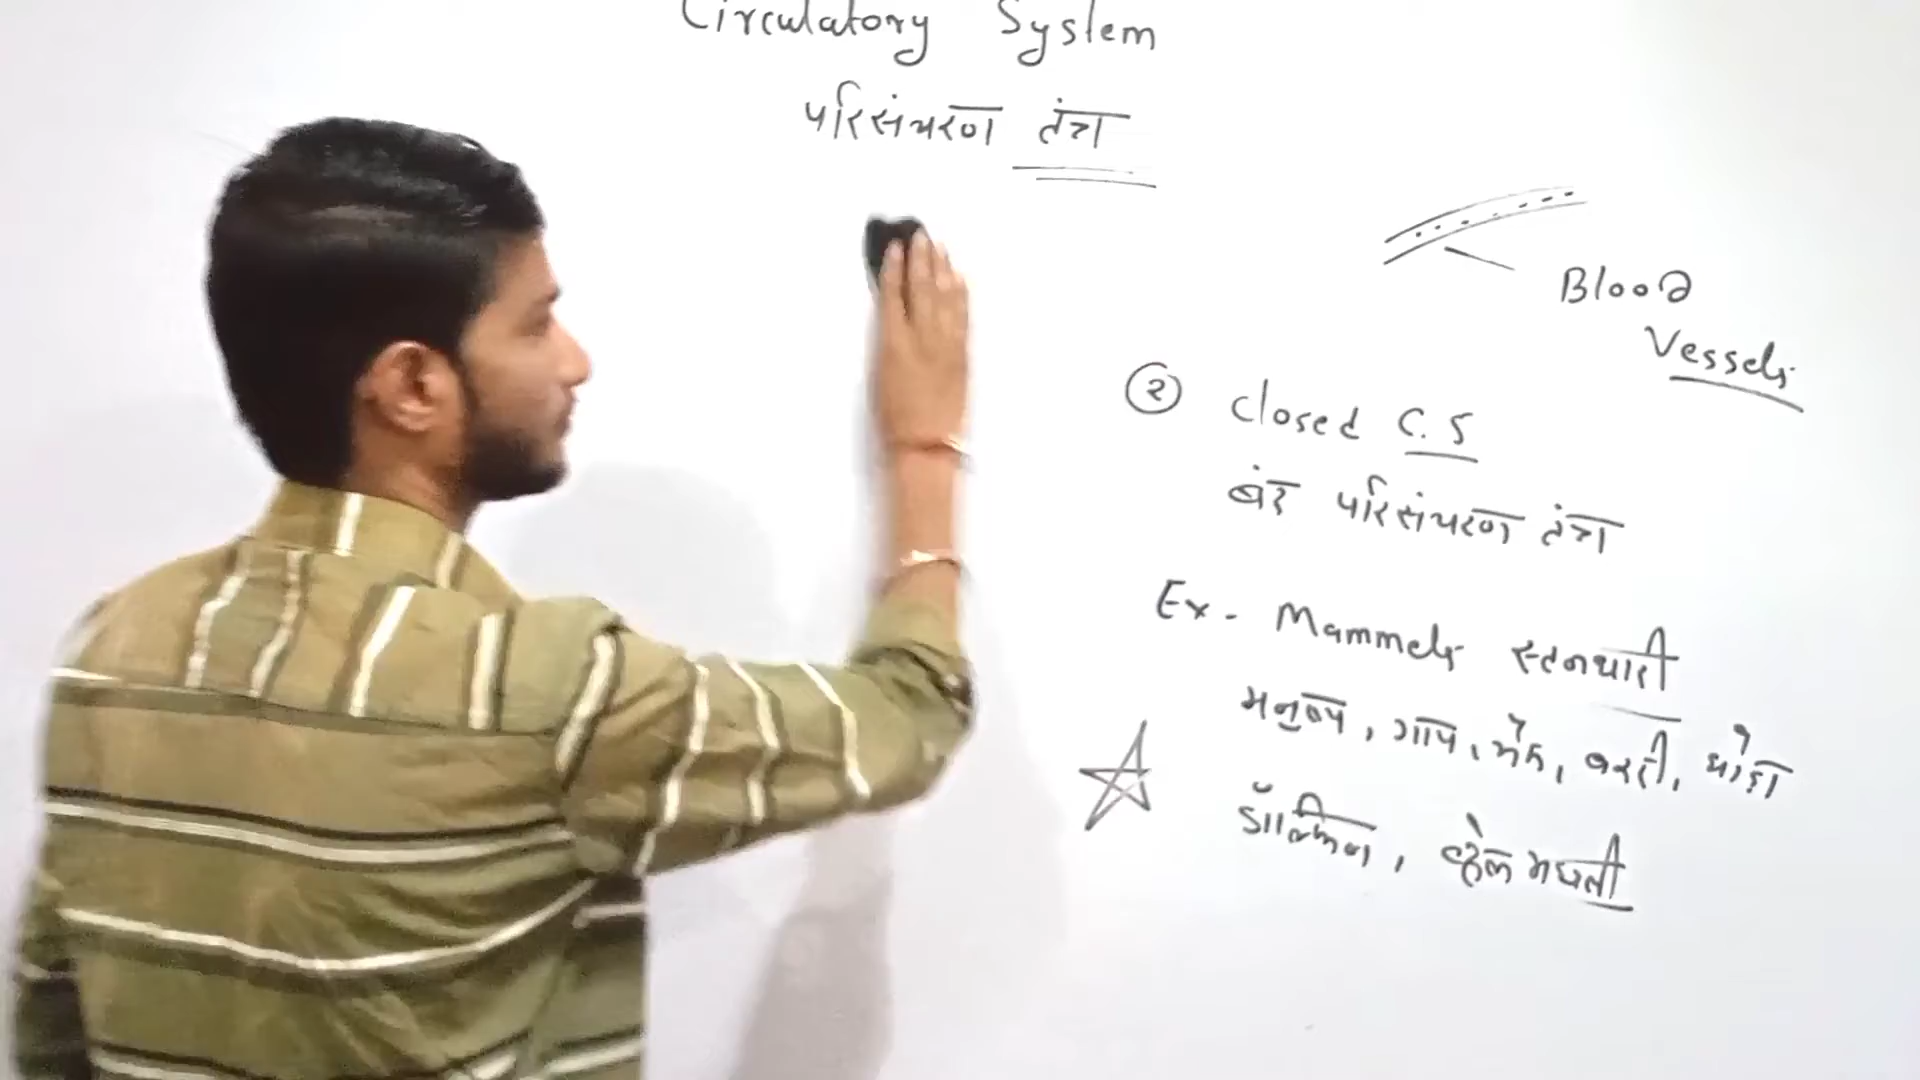 Circulatory System
परिसंचरण तंत्र
Blood
Vessels
② Closed C.S
बंद परिसंचरण तंत्र
Ex - Mammels स्तनधारी
मनुष्य, गाय, भैंस, बकरी, घोड़ा
डॉल्फिन, व्हेल मछली